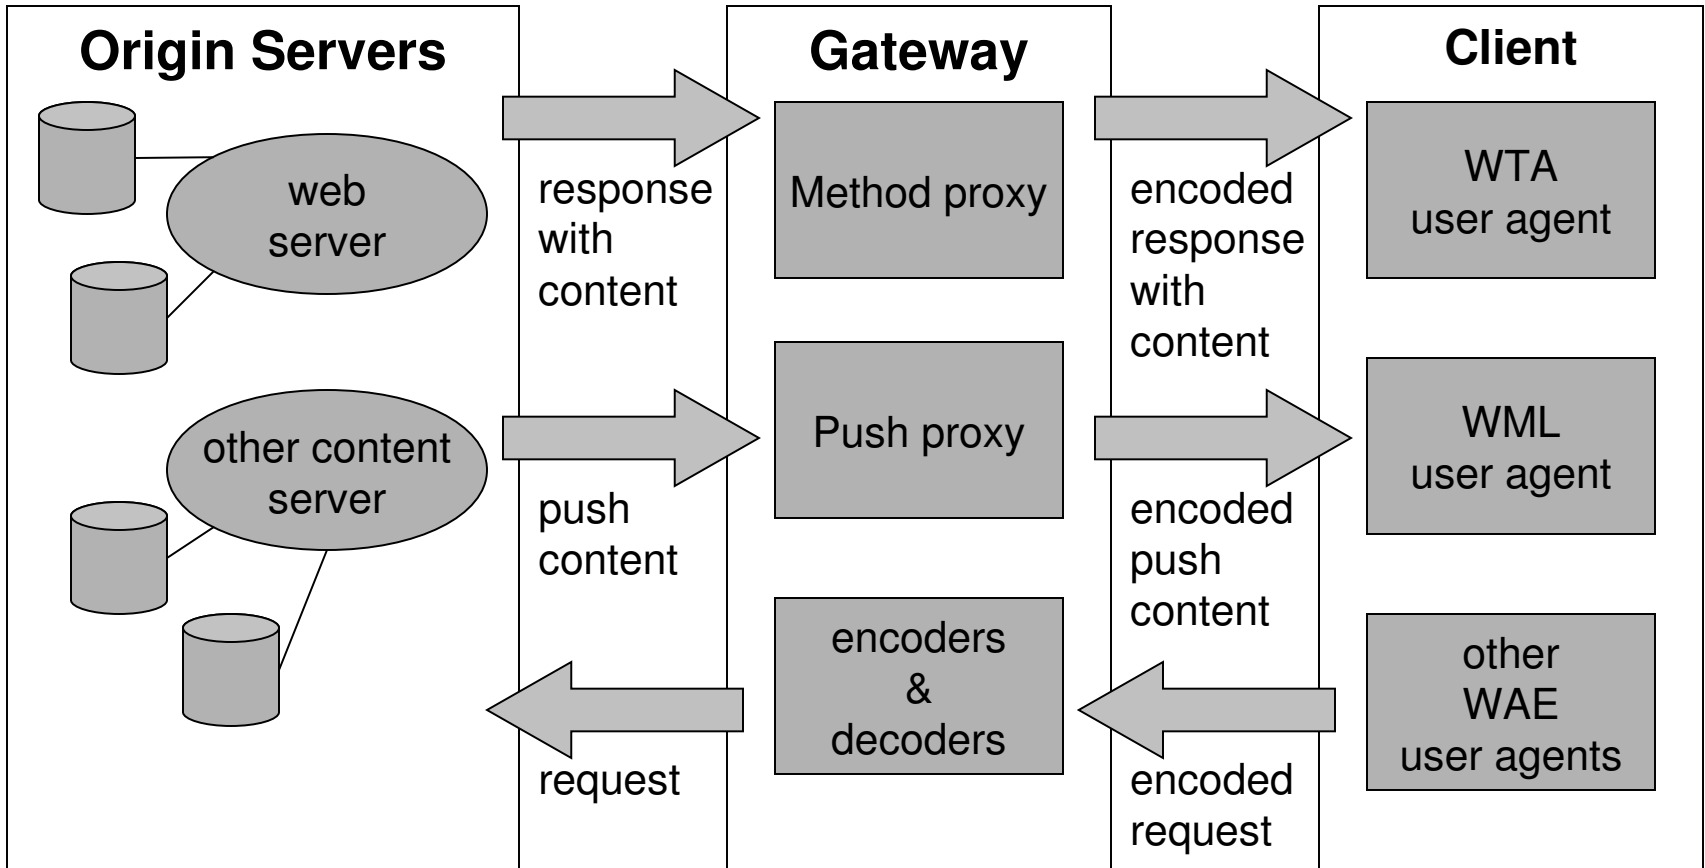 Origin Servers
web
server
other content
server
response
with
content
push
content
request
Gateway
Method proxy
Push proxy
encoders
&
decoders
encoded
response
with
content
encoded
push
content
encoded
request
Client
WTA
user agent
WML
user agent
other
WAE
user agents